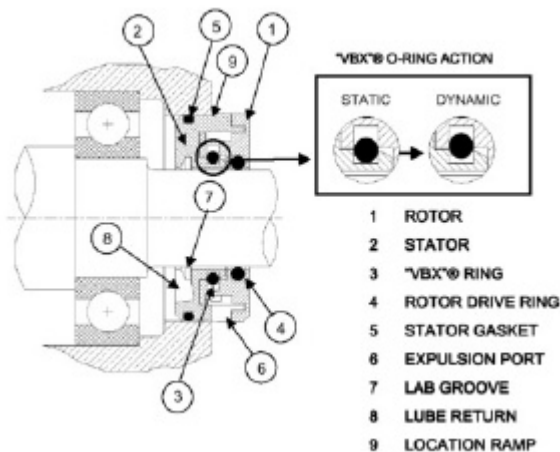 5
1
2
9
"VBX"® O-RING ACTION
STATIC DYNAMIC
7
8
4
6
3
1 ROTOR
2 STATOR
3 "VBX"® RING
4 ROTOR DRIVE RING
5 STATOR GASKET
6 EXPULSION PORT
7 LAB GROOVE
8 LUBE RETURN
9 LOCATION RAMP